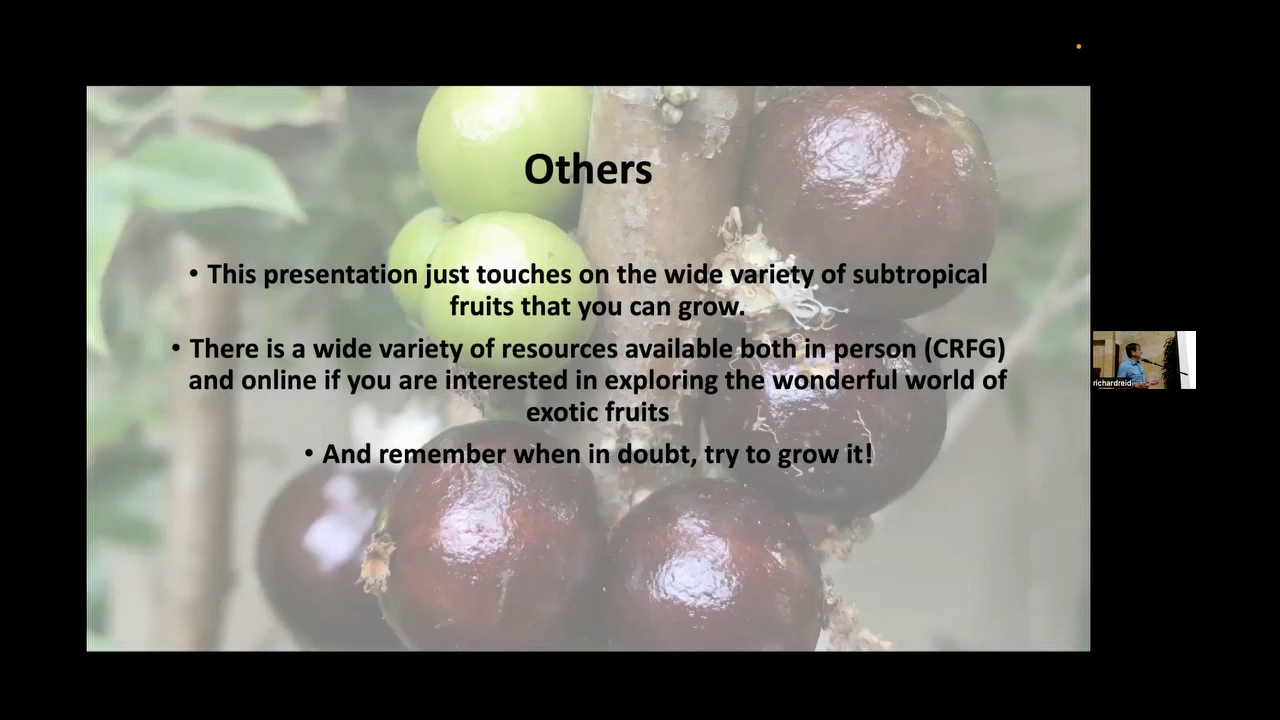 Others
• This presentation just touches on the wide variety of subtropical
fruits that you can grow.
• There is a wide variety of resources available both in person (CRFG)
and online if you are interested in exploring the wonderful world of
exotic fruits
• And remember when in doubt, try to grow it!
richardreid